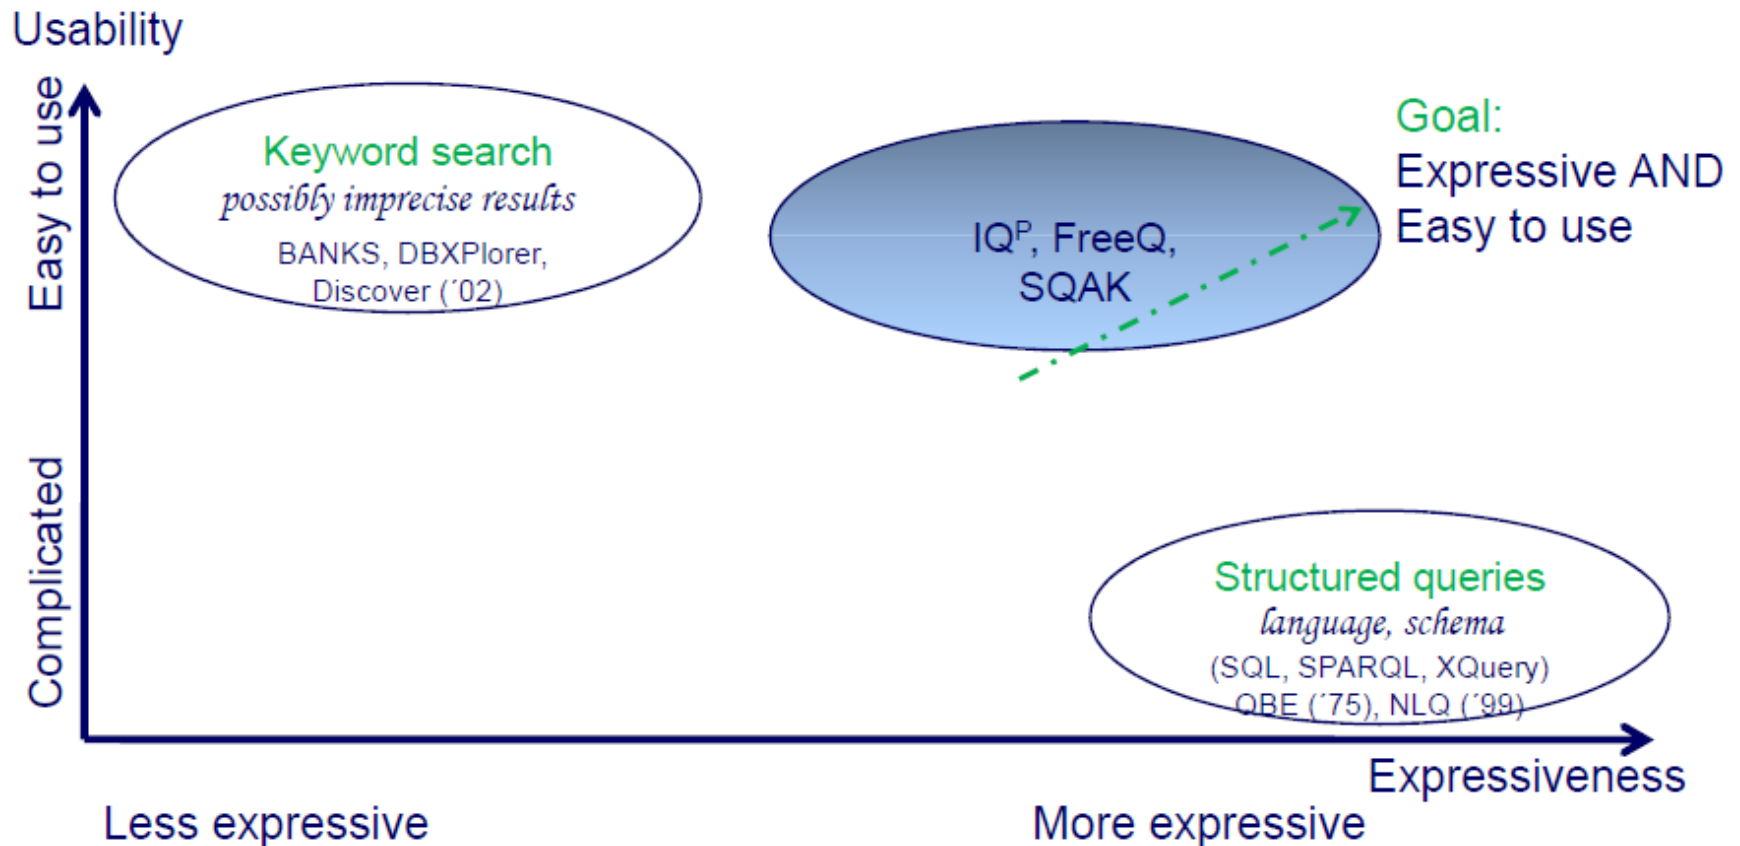 Usability
Easy to use
Complicated
Keyword search
possibly imprecise results
BANKS, DBXPlorer,
Discover (´02)
IQᴾ, FreeQ,
SQAK
Goal:
Expressive AND
Easy to use
Structured queries
language, schema
(SQL, SPARQL, XQuery)
QBE (´75), NLQ (´99)
Expressiveness
Less expressive
More expressive